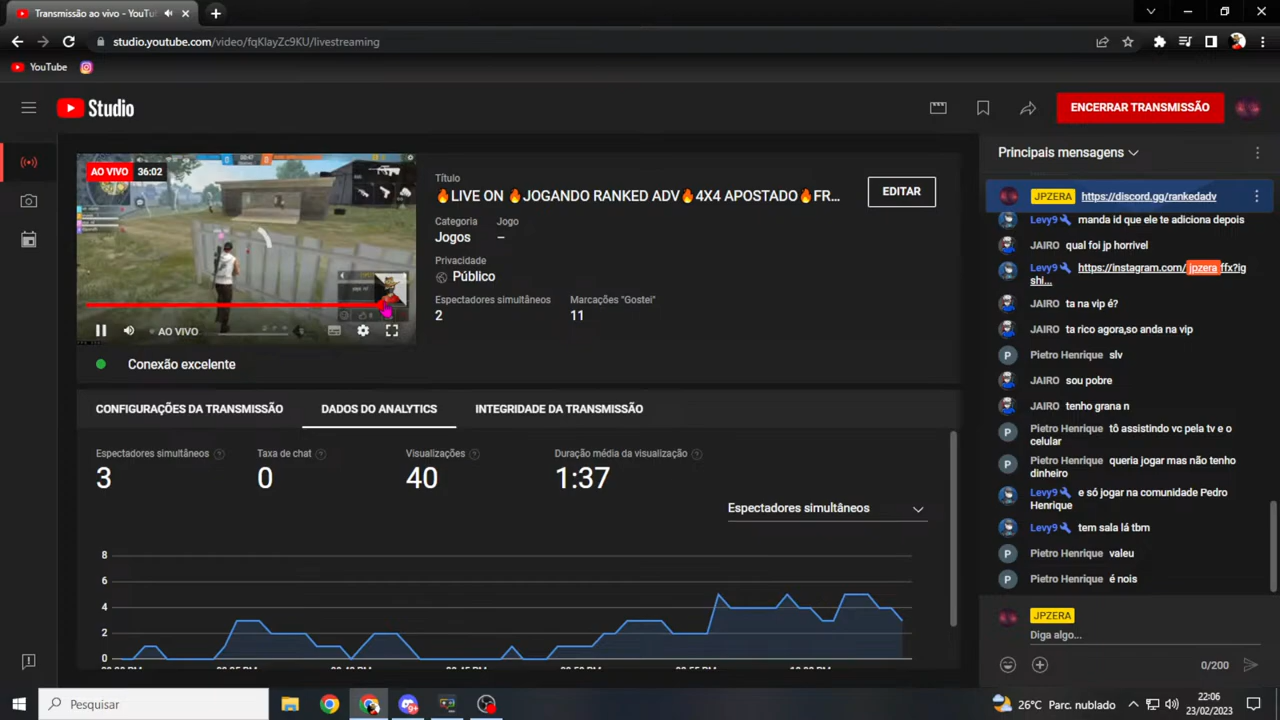 Transmissão ao vivo - YouTu
studio.youtube.com/video/fqKlayZc9KU/livestreaming
YouTube
Studio
ENCERRAR TRANSMISSÃO
AO VIVO 36:02
AO VIVO
Título
🔥LIVE ON 🔥JOGANDO RANKED ADV🔥4X4 APOSTADO🔥FR...
EDITAR
Categoria Jogo
Jogos –
Privacidade
Público
Espectadores simultâneos Marcações "Gostei"
2 11
Conexão excelente
CONFIGURAÇÕES DA TRANSMISSÃO DADOS DO ANALYTICS INTEGRIDADE DA TRANSMISSÃO
Espectadores simultâneos Taxa de chat Visualizações Duração média da visualização
3 0 40 1:37
Espectadores simultâneos
8
6
4
2
0
Principais mensagens
JPZERA https://discord.gg/rankedadv
Levy9 manda id que ele te adiciona depois
JAIRO qual foi jp horrivel
Levy9 https://instagram.com/jpzeraffx?ig
shi...
JAIRO ta na vip é?
JAIRO ta rico agora,so anda na vip
P Pietro Henrique slv
JAIRO sou pobre
JAIRO tenho grana n
P Pietro Henrique tô assistindo vc pela tv e o
celular
P Pietro Henrique queria jogar mas não tenho
dinheiro
Levy9 e só jogar na comunidade Pedro
Henrique
Levy9 tem sala lá tbm
P Pietro Henrique valeu
P Pietro Henrique é nois
JPZERA
Diga algo...
0/200
Pesquisar
26°C Parc. nublado
22:06
23/02/2023